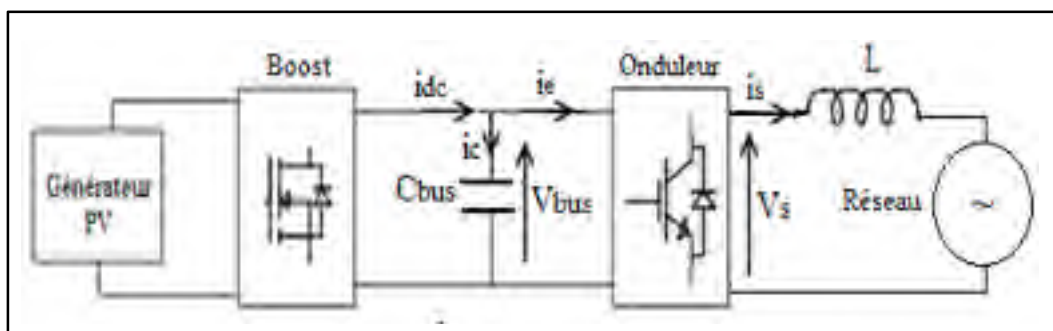 Boost
Onduleur
L
idc
ie
is
ic
Générateur
PV
Cbus
Vbus
Vs
Réseau
~